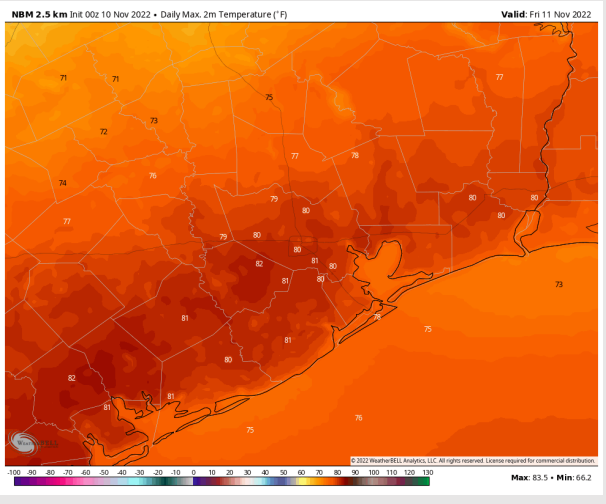 NBM 2.5 km Init 00z 10 Nov 2022 • Daily Max. 2m Temperature (°F) Valid: Fri 11 Nov 2022
71 71 77
75
72 73
77 78
74 76
79 80 80 80
77 80
79 80
80
82 81 80
81 80
73
81 78
75
81
80
82
81
81
76
75
© 2022 WeatherBELL Analytics, LLC. All rights reserved. License required for commercial distribution.
-100 -90 -80 -70 -60 -50 -40 -30 -20 -10 0 10 20 30 40 50 60 70 80 90 100 110 120 130
Max: 83.5 • Min: 66.2